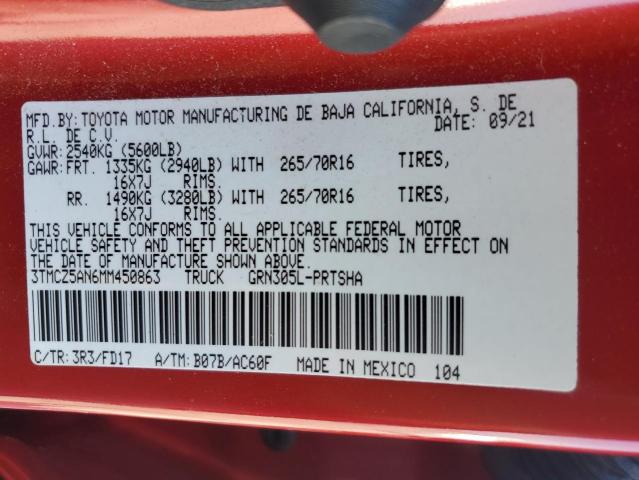 MFD.BY: TOYOTA MOTOR MANUFACTURING DE BAJA CALIFORNIA, S. DE
R.L. DE C.V. DATE: 09/21
GVWR: 2540KG (5600LB)
GAWR: FRT. 1335KG (2940LB) WITH 265/70R16 TIRES,
16X7J RIMS.
RR. 1490KG (3280LB) WITH 265/70R16 TIRES,
16X7J RIMS.
THIS VEHICLE CONFORMS TO ALL APPLICABLE FEDERAL MOTOR
VEHICLE SAFETY AND THEFT PREVENTION STANDARDS IN EFFECT ON
THE DATE OF MANUFACTURE SHOWN ABOVE.
3TMCZ5AN6MM450863 TRUCK GRN305L-PRTSHA
C/TR: 3R3/FD17 A/TM: B07B/AC60F MADE IN MEXICO 104